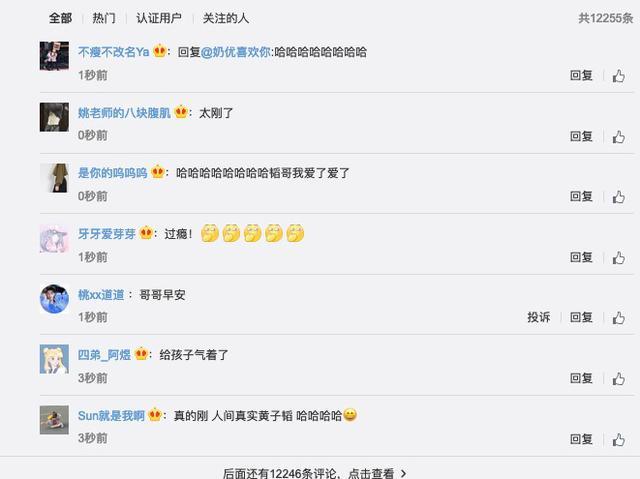 全部 热门 认证用户 关注的人 共12255条
不瘦不改名Ya：回复@奶优喜欢你:哈哈哈哈哈哈哈哈
1秒前 回复
姚老师的八块腹肌：太刚了
0秒前 回复
是你的呜呜呜：哈哈哈哈哈哈哈哈韬哥我爱了爱了
0秒前 回复
牙牙爱芽芽：过瘾！
1秒前 回复
桃xx道道：哥哥早安
1秒前 投诉 回复
四弟_阿煜：给孩子气着了
3秒前 回复
Sun就是我啊：真的刚 人间真实黄子韬 哈哈哈哈😄
3秒前 回复
后面还有12246条评论，点击查看 >